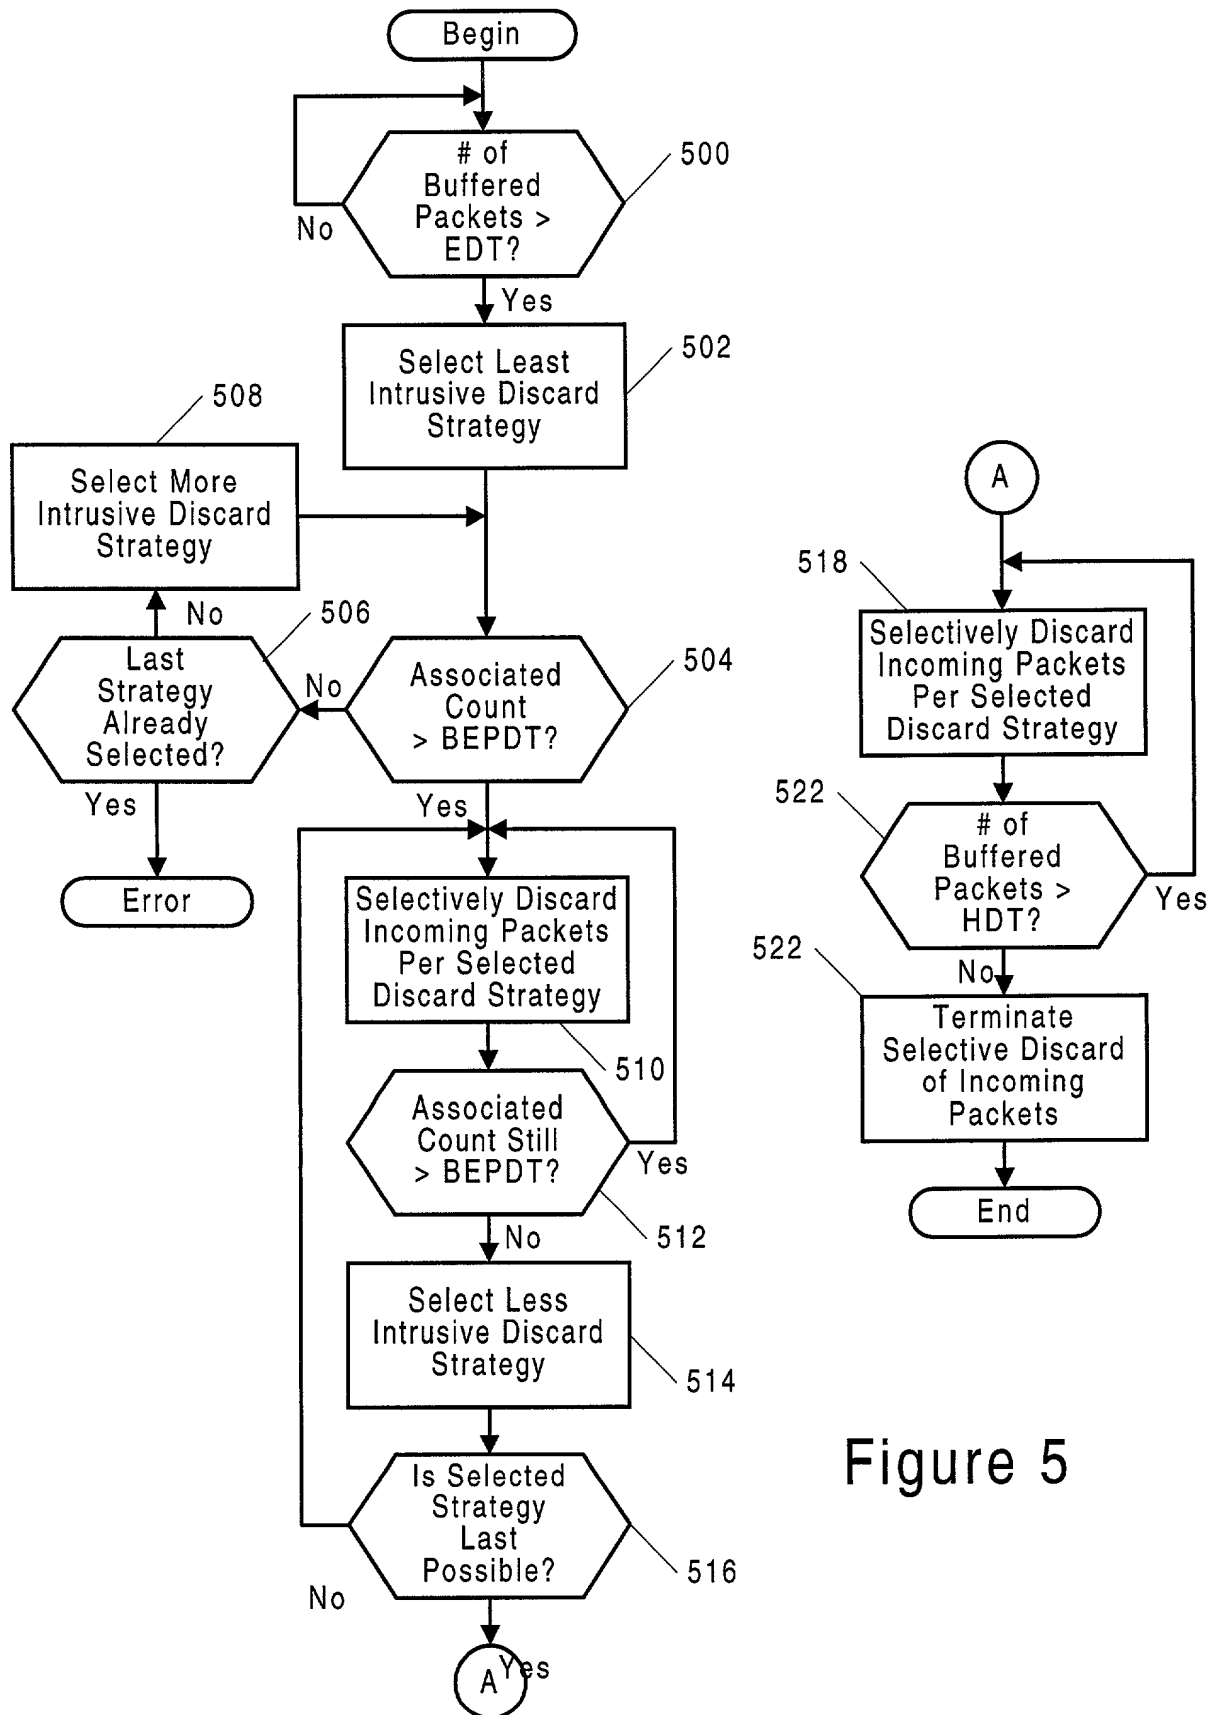 Begin
# of
Buffered
Packets >
EDT?
500
No
Yes
Select Least
Intrusive Discard
Strategy
502
508
Select More
Intrusive Discard
Strategy
No
506
Last
Strategy
Already
Selected?
No
Associated
Count
> BEPDT?
504
Yes
Yes
Error
Selectively Discard
Incoming Packets
Per Selected
Discard Strategy
510
Associated
Count Still
> BEPDT?
Yes
512
No
Select Less
Intrusive Discard
Strategy
514
Is Selected
Strategy
Last
Possible?
516
No
Yes
A
A
518
Selectively Discard
Incoming Packets
Per Selected
Discard Strategy
522
# of
Buffered
Packets >
HDT?
Yes
522
No
Terminate
Selective Discard
of Incoming
Packets
End
Figure 5